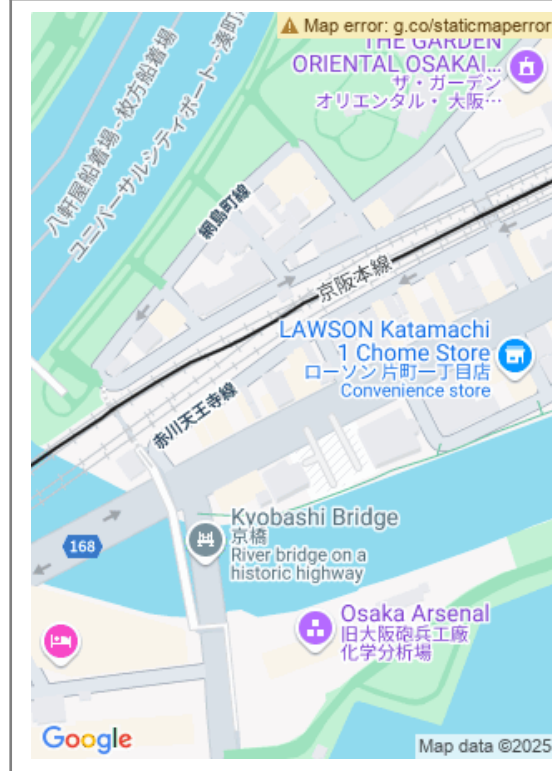 Map error: g.co/staticmaperror
THE GARDEN
ORIENTAL OSAKAI...
ザ・ガーデン
オリエンタル・大阪…
八軒屋船着場 - 枚方船着場
ユニバーサルシティポート - 湊町
網島町線
京阪本線
LAWSON Katamachi
1 Chome Store
ローソン 片町一丁目店
Convenience store
赤川天王寺線
168
Kyobashi Bridge
京橋
River bridge on a
historic highway
Osaka Arsenal
旧大阪砲兵工廠
化学分析場
Google
Map data ©2025